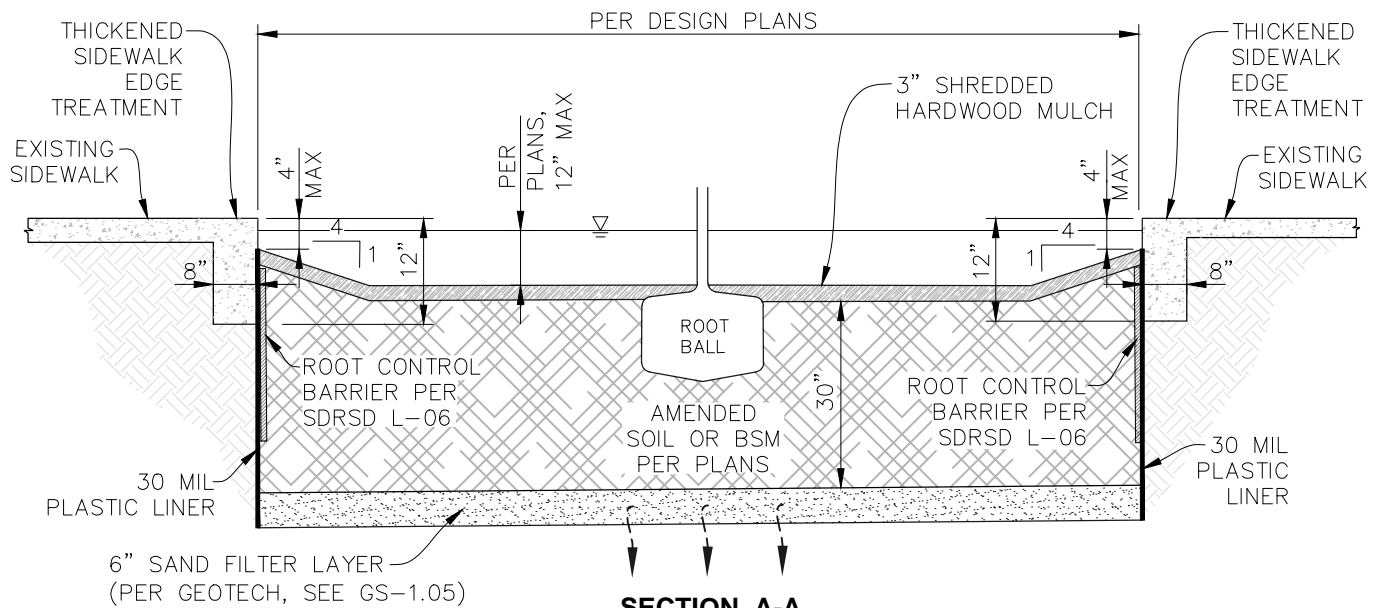 PER DESIGN PLANS
THICKENED
SIDEWALK
EDGE
TREATMENT
THICKENED
SIDEWALK
EDGE
TREATMENT
3” SHREDDED
HARDWOOD MULCH
EXISTING
SIDEWALK
4”
MAX
PER
PLANS,
12” MAX
4”
MAX
EXISTING
SIDEWALK
4
1
12”
8”
4
1
12”
8”
ROOT
BALL
ROOT CONTROL
BARRIER PER
SDRSD L-06
30”
ROOT CONTROL
BARRIER PER
SDRSD L-06
AMENDED
SOIL OR BSM
PER PLANS
30 MIL
PLASTIC LINER
30 MIL
PLASTIC
LINER
6” SAND FILTER LAYER
(PER GEOTECH, SEE GS-1.05)
SECTION A-A